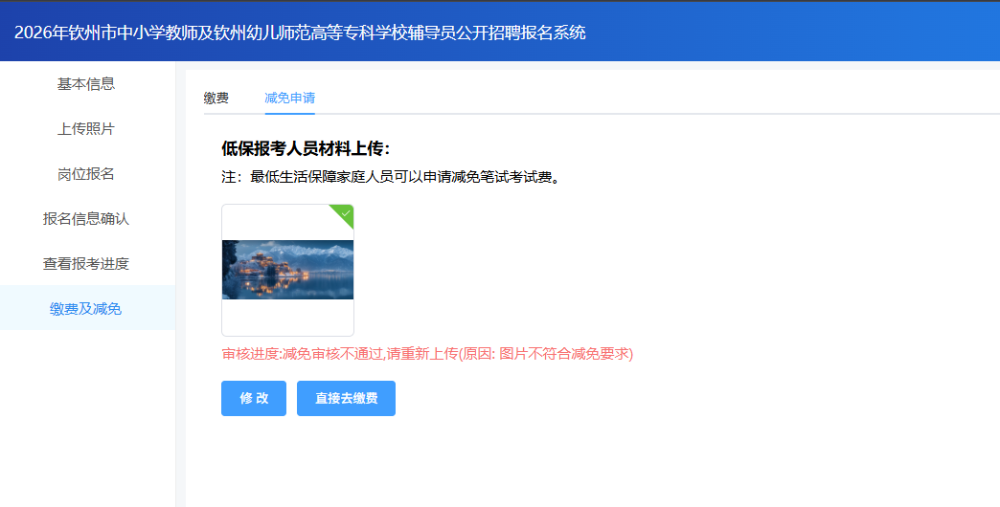 2026年钦州市中小学教师及钦州幼儿师范高等专科学校辅导员公开招聘报名系统
基本信息
上传照片
岗位报名
报名信息确认
查看报考进度
缴费及减免
缴费
减免申请
低保报考人员材料上传：
注：最低生活保障家庭人员可以申请减免笔试考试费。
审核进度:减免审核不通过,请重新上传(原因: 图片不符合减免要求)
修 改
直接去缴费